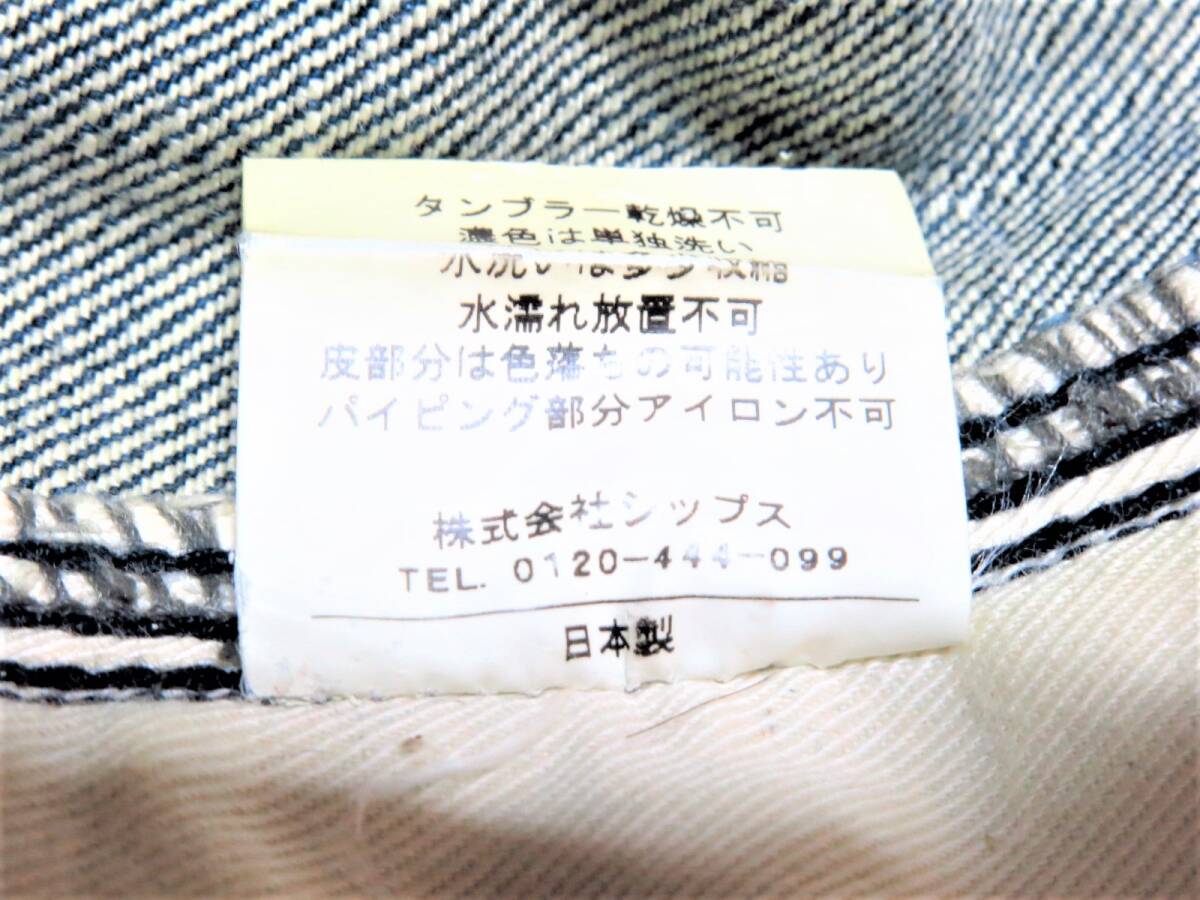 タンブラー乾燥不可
濃色は単独洗い
水洗いは多少収縮
水濡れ放置不可
皮部分は色落ちの可能性あり
パイピング部分アイロン不可
株式会社シップス
TEL. 0120-444-099
日本製